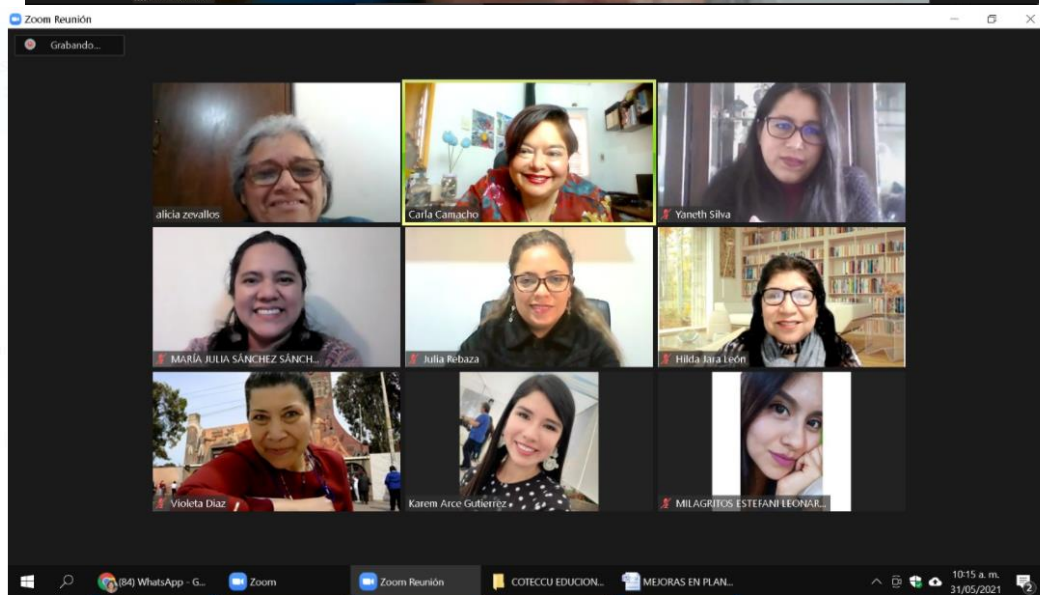 Zoom Reunión
Grabando...
alicia zevallos
Carla Camacho
Yaneth Silva
MARÍA JULIA SÁNCHEZ SÁNCH...
Julia Rebaza
Hilda Jara León
Violeta Diaz
Karem Arce Gutierrez
MILAGRITOS ESTEFANI LEONAR...
(84) WhatsApp - G...
Zoom
Zoom Reunión
COTECCU EDUCION...
MEJORAS EN PLAN...
10:15 a. m.
31/05/2021
2